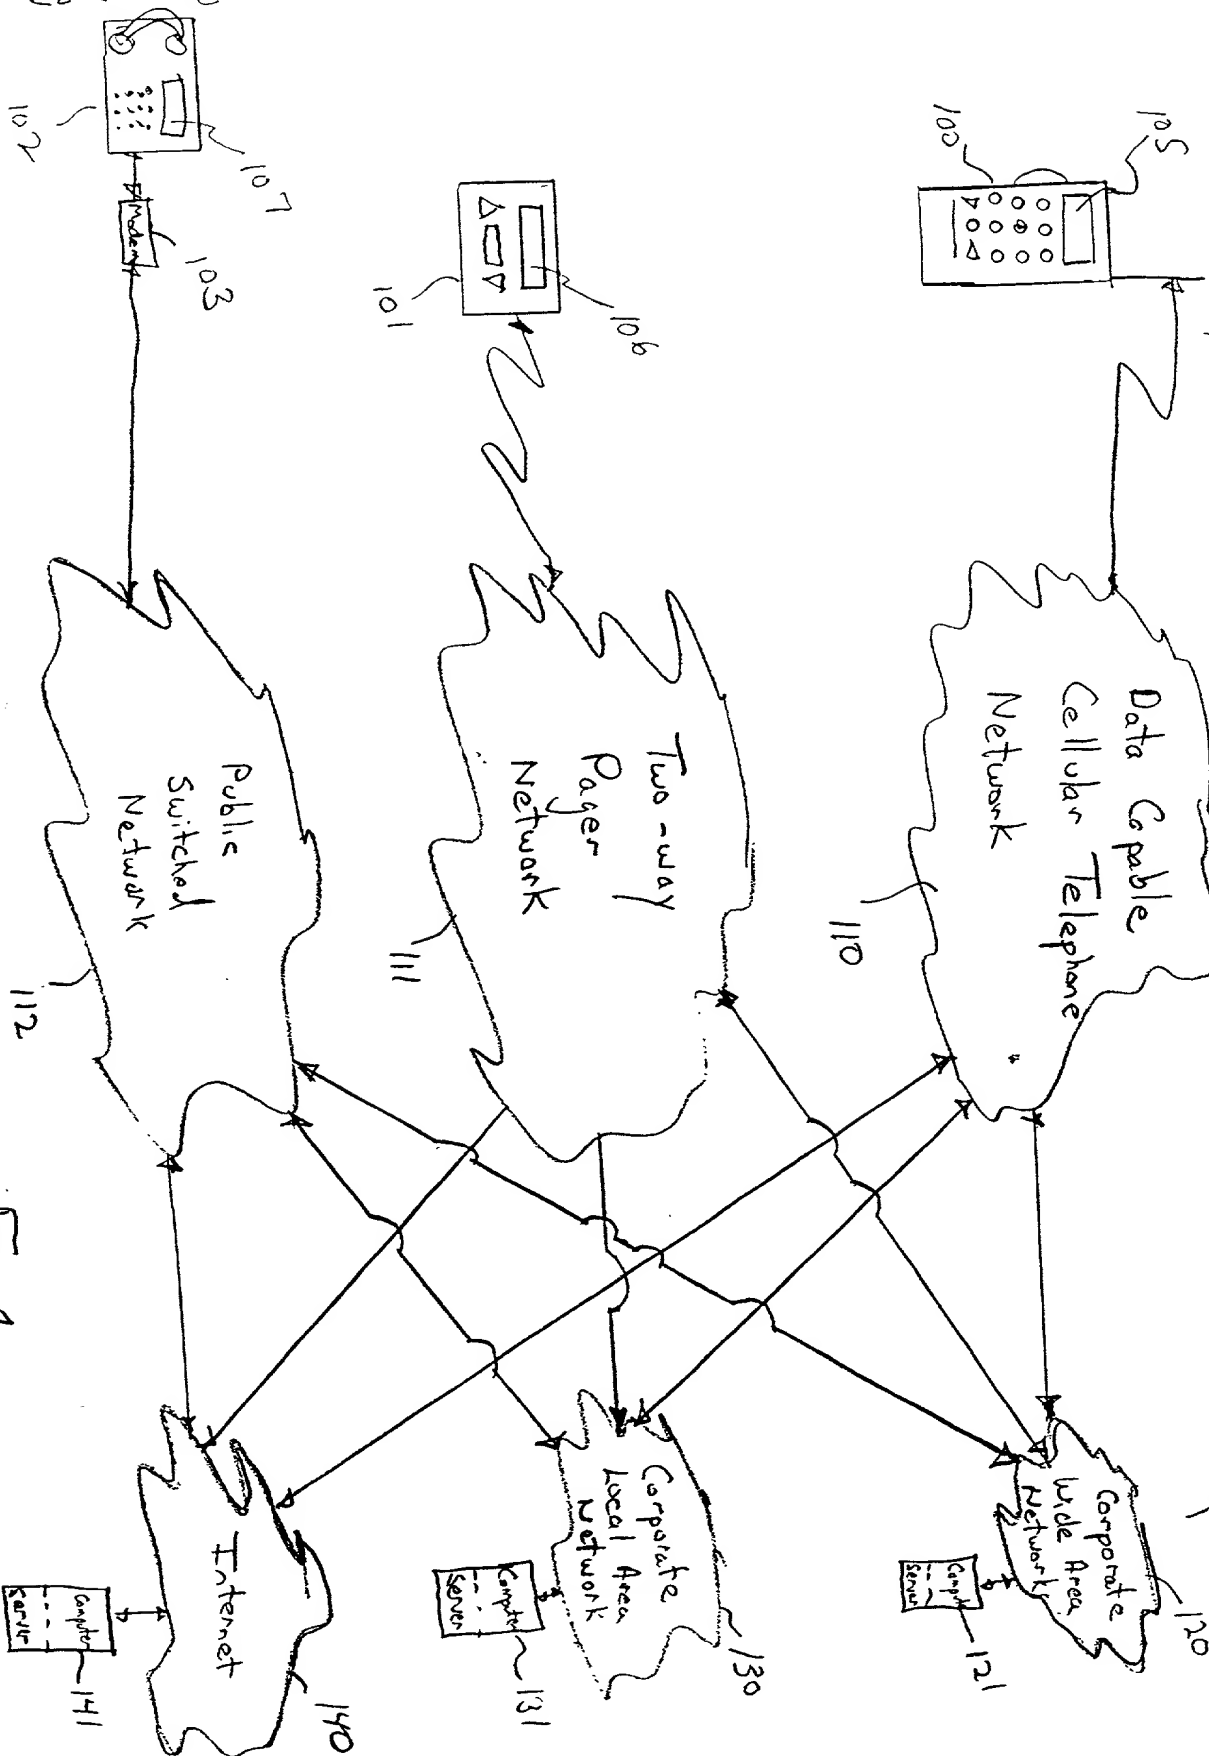 105
100
Data Capable
Cellular Telephone
Network
110
Corporate
Wide Area
Network
120
Server
121
106
101
Two-way
Pager
Network
111
Corporate
Local Area
Network
130
Computer
Server
131
107
102
Modem
103
Public
Switched
Network
112
Internet
140
Computer
Server
141